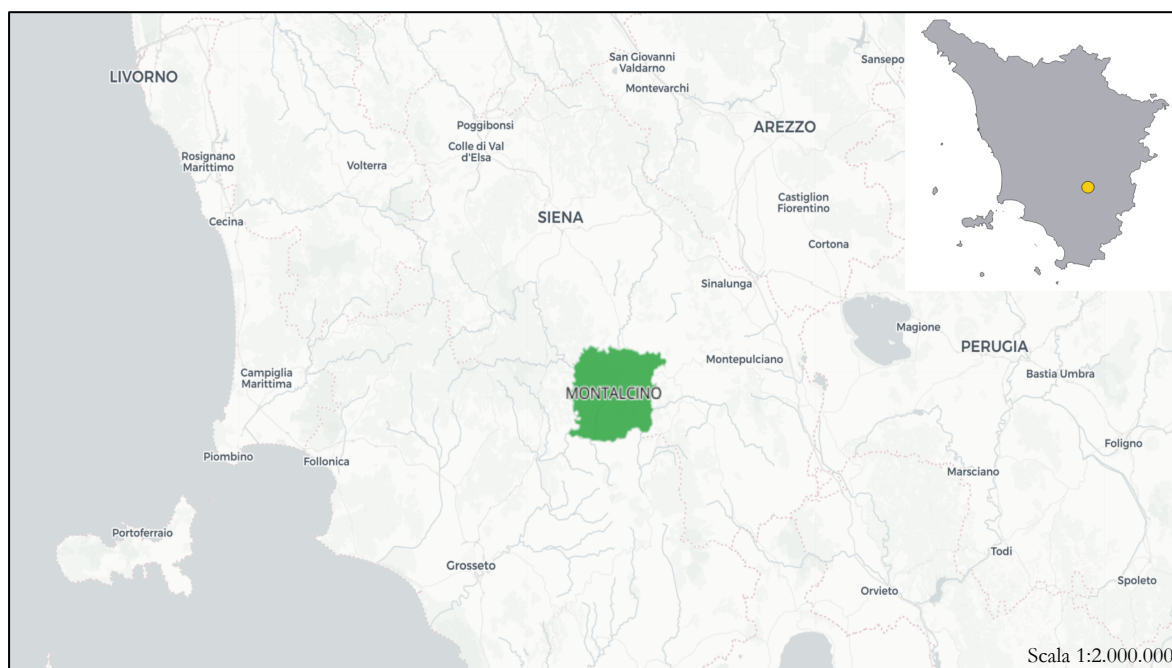 LIVORNO
San Giovanni
Valdarno
Sansepo
Montevarchi
Poggibonsi
AREZZO
Colle di Val
d'Elsa
Rosignano
Marittimo
Volterra
Castiglion
Fiorentino
Cecina
SIENA
Cortona
Sinalunga
Magione
PERUGIA
Montepulciano
Bastia Umbra
Campiglia
Marittima
MONTALCINO
Foligno
Piombino
Follonica
Marsciano
Portoferraio
Todi
Grosseto
Spoleto
Orvieto
Scala 1:2.000.000